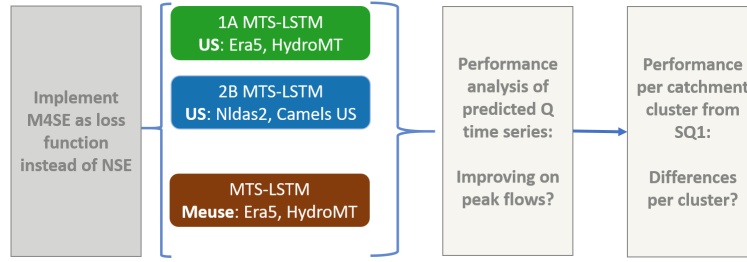 Implement
M4SE as loss
function
instead of NSE
1A MTS-LSTM
US: Era5, HydroMT
2B MTS-LSTM
US: Nldas2, Camels US
MTS-LSTM
Meuse: Era5, HydroMT
Performance
analysis of
predicted Q
time series:
Improving on
peak flows?
Performance
per catchment
cluster from
SQ1:
Differences
per cluster?